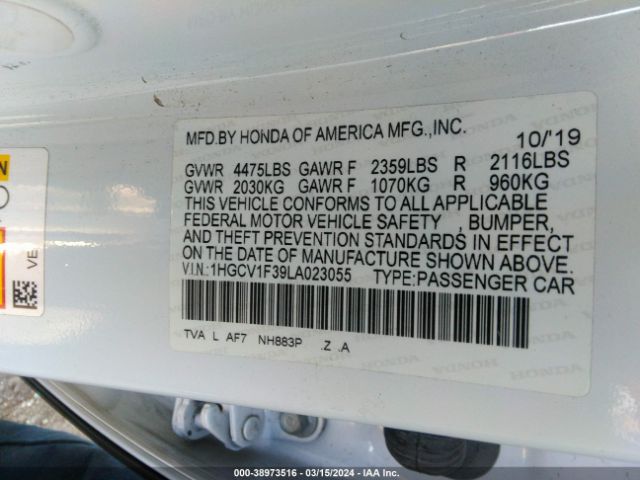 MFD.BY HONDA OF AMERICA MFG.,INC. 10/'19
GVWR 4475LBS GAWR F 2359LBS R 2116LBS
GVWR 2030KG GAWR F 1070KG R 960KG
THIS VEHICLE CONFORMS TO ALL APPLICABLE
FEDERAL MOTOR VEHICLE SAFETY , BUMPER,
AND THEFT PREVENTION STANDARDS IN EFFECT
ON THE DATE OF MANUFACTURE SHOWN ABOVE.
V.I.N.:1HGCV1F39LA023055 TYPE:PASSENGER CAR
TVA L AF7 NH883P .Z .A
VE
000-38973516 - 03/15/2024 - IAA Inc.